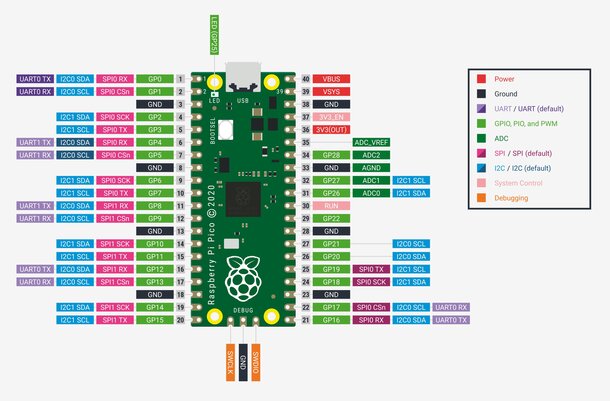 LED (GP25)
UART0 TX I2C0 SDA SPI0 RX GP0 1
UART0 RX I2C0 SCL SPI0 CSn GP1 2
GND 3
I2C1 SDA SPI0 SCK GP2 4
I2C1 SCL SPI0 TX GP3 5
UART1 TX I2C0 SDA SPI0 RX GP4 6
UART1 RX I2C0 SCL SPI0 CSn GP5 7
GND 8
I2C1 SDA SPI0 SCK GP6 9
I2C1 SCL SPI0 TX GP7 10
UART1 TX I2C0 SDA SPI1 RX GP8 11
UART1 RX I2C0 SCL SPI1 CSn GP9 12
GND 13
I2C1 SDA SPI1 SCK GP10 14
I2C1 SCL SPI1 TX GP11 15
UART0 TX I2C0 SDA SPI1 RX GP12 16
UART0 RX I2C0 SCL SPI1 CSn GP13 17
GND 18
I2C1 SDA SPI1 SCK GP14 19
I2C1 SCL SPI1 TX GP15 20
1
2
39
LED
USB
BOOTSEL
Raspberry Pi Pico © 2020
DEBUG
SWCLK
GND
SWDIO
40 VBUS
39 VSYS
38 GND
37 3V3_EN
36 3V3(OUT)
35 ADC_VREF
34 GP28 ADC2
33 GND AGND
32 GP27 ADC1 I2C1 SCL
31 GP26 ADC0 I2C1 SDA
30 RUN
29 GP22
28 GND
27 GP21 I2C0 SCL
26 GP20 I2C0 SDA
25 GP19 SPI0 TX I2C1 SCL
24 GP18 SPI0 SCK I2C1 SDA
23 GND
22 GP17 SPI0 CSn I2C0 SCL UART0 RX
21 GP16 SPI0 RX I2C0 SDA UART0 TX
Power
Ground
UART / UART (default)
GPIO, PIO, and PWM
ADC
SPI / SPI (default)
I2C / I2C (default)
System Control
Debugging